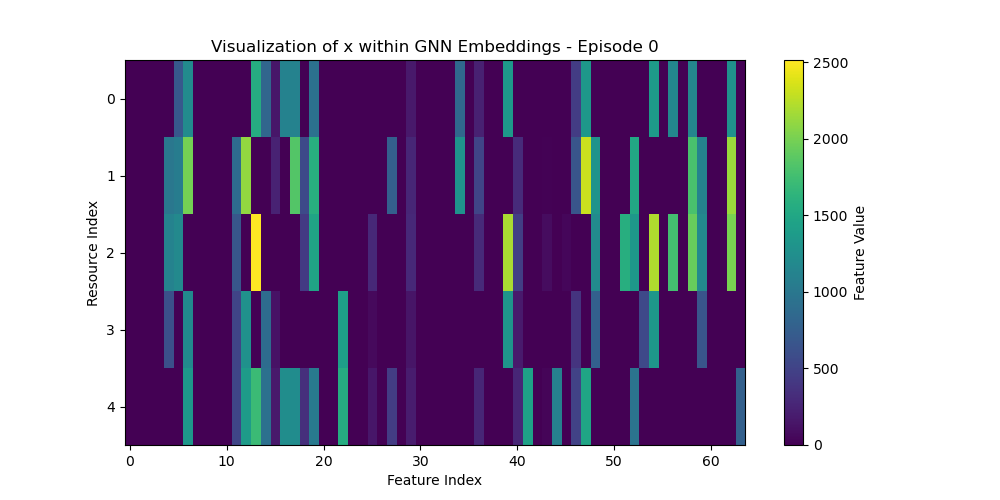 Visualization of x within GNN Embeddings - Episode 0
Resource Index
0
1
2
3
4
0 10 20 30 40 50 60
Feature Index
2500
2000
1500
1000
500
0
Feature Value